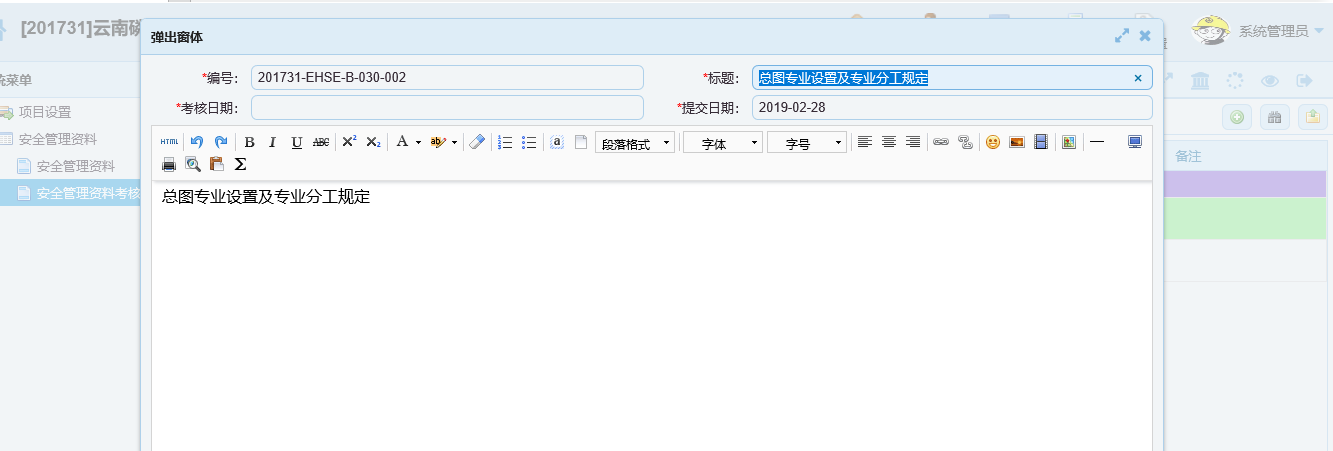 [201731]云南
弹出窗体
系统管理员
统菜单
*编号： 201731-EHSE-B-030-002
*标题： 总图专业设置及专业分工规定
*考核日期：
*提交日期： 2019-02-28
项目设置
安全管理资料
安全管理资料
安全管理资料考核
HTML B I U ABC X² X₂ A ab 段落格式 字体 字号
Σ
备注
总图专业设置及专业分工规定